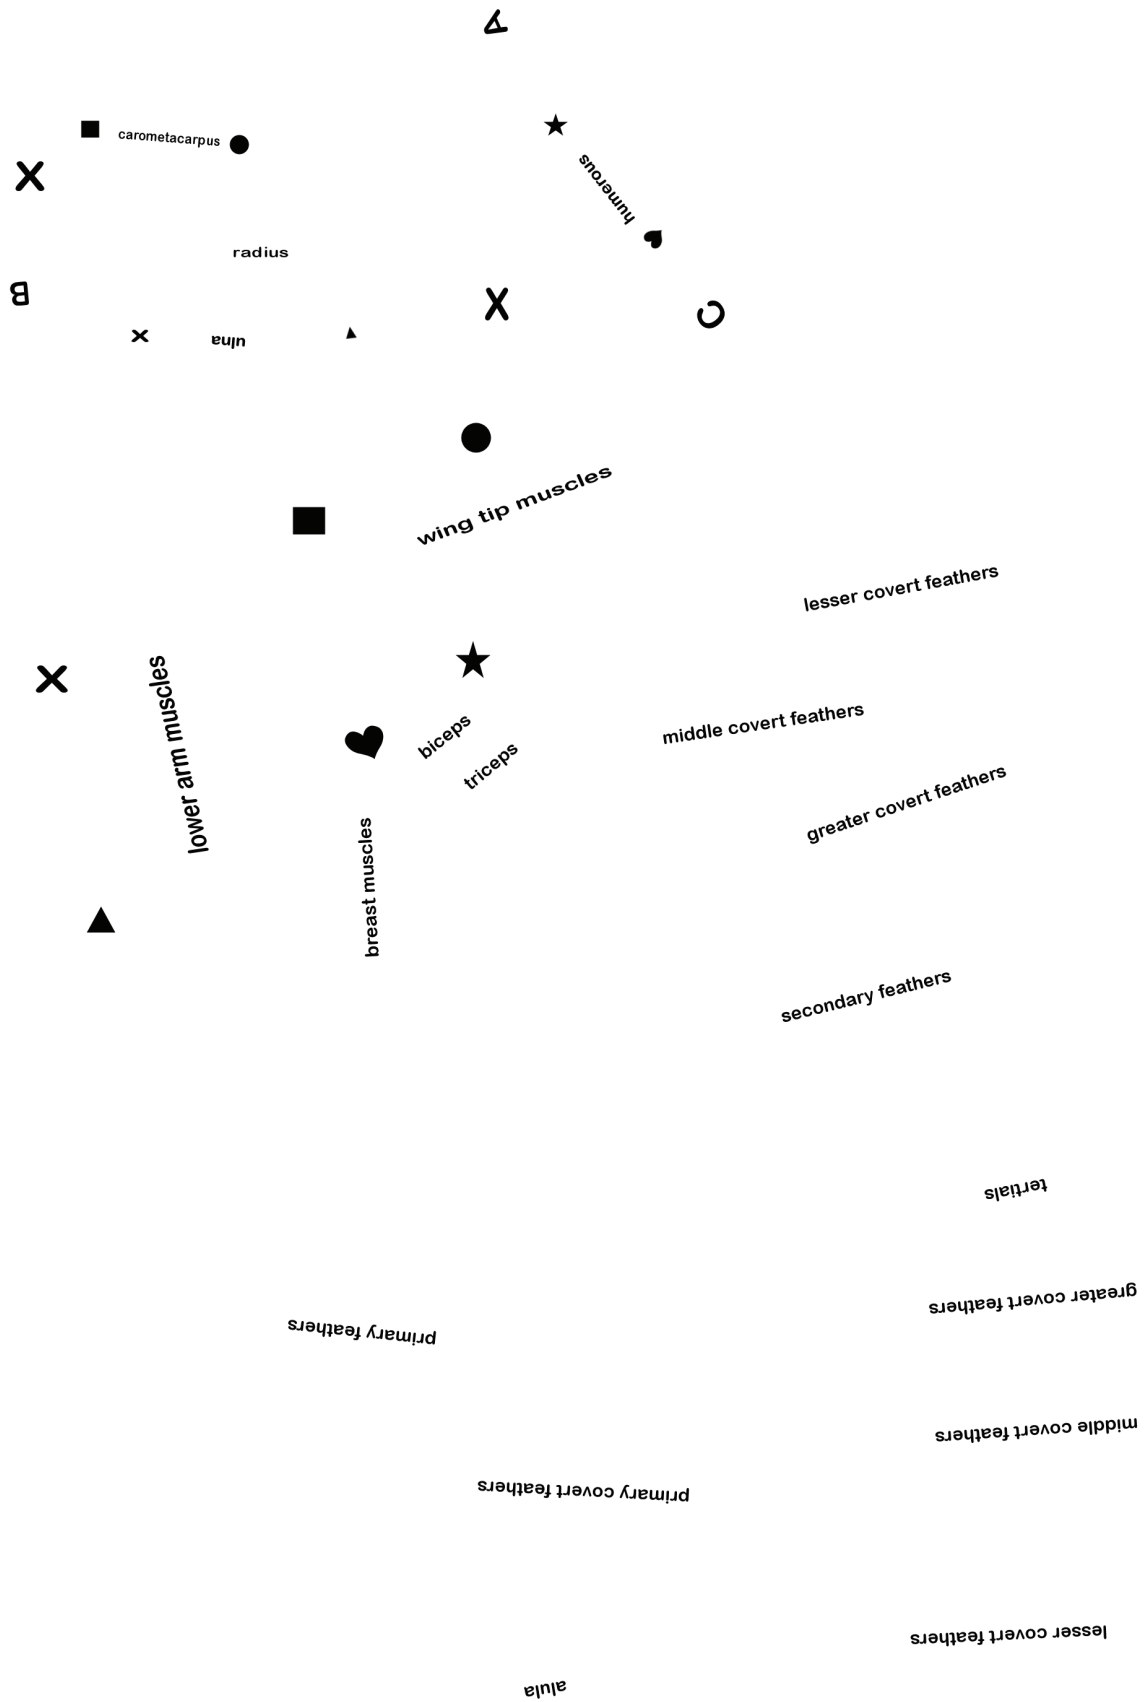 A
carometacarpus
humerous
X
radius
B
X
C
x
ulna
wing tip muscles
lesser covert feathers
X
lower arm muscles
biceps
middle covert feathers
triceps
greater covert feathers
breast muscles
secondary feathers
tertials
greater covert feathers
primary feathers
middle covert feathers
primary covert feathers
lesser covert feathers
alula